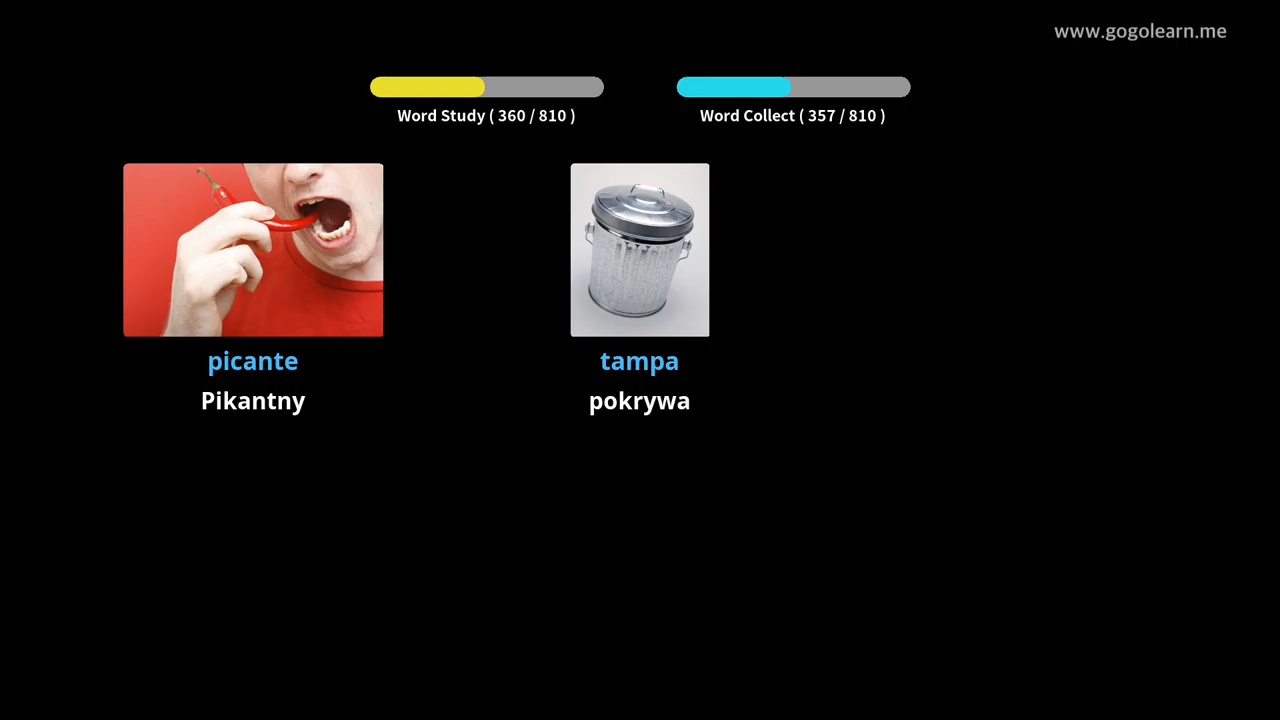 www.gogolearn.me
Word Study ( 360 / 810 )
Word Collect ( 357 / 810 )
picante
Pikantny
tampa
pokrywa